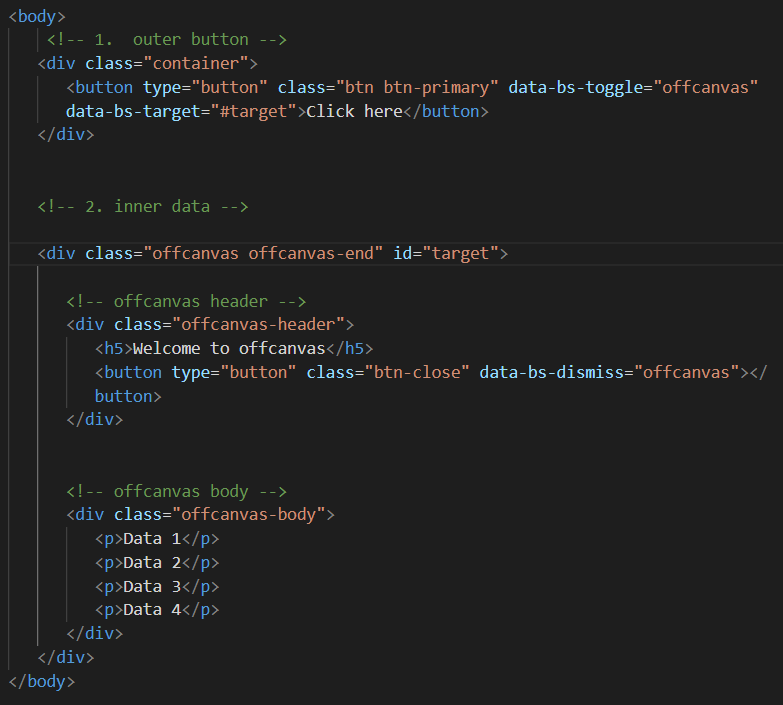 <body>
<!-- 1.  outer button -->
<div class="container">
<button type="button" class="btn btn-primary" data-bs-toggle="offcanvas"
data-bs-target="#target">Click here</button>
</div>
<!-- 2. inner data -->
<div class="offcanvas offcanvas-end" id="target">
<!-- offcanvas header -->
<div class="offcanvas-header">
<h5>Welcome to offcanvas</h5>
<button type="button" class="btn-close" data-bs-dismiss="offcanvas"></
button>
</div>
<!-- offcanvas body -->
<div class="offcanvas-body">
<p>Data 1</p>
<p>Data 2</p>
<p>Data 3</p>
<p>Data 4</p>
</div>
</div>
</body>